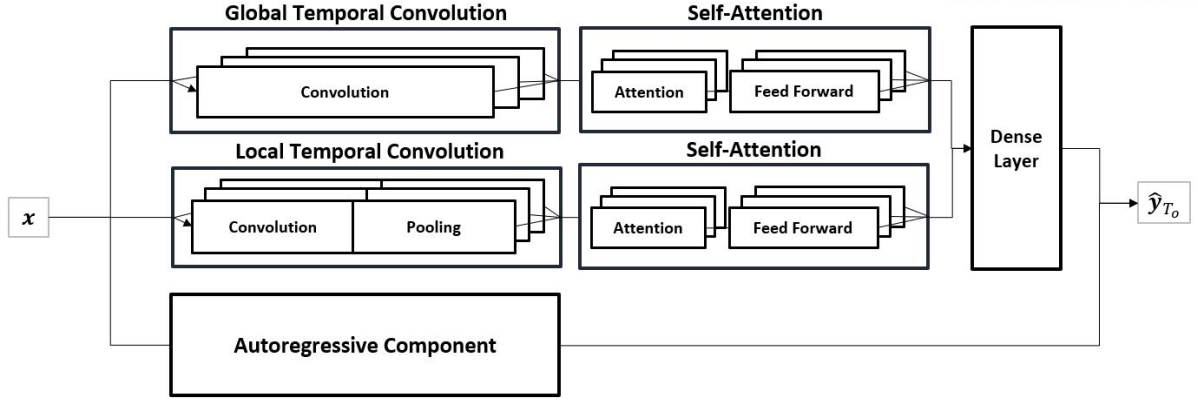 Global Temporal Convolution
Self-Attention
Convolution
Attention
Feed Forward
Local Temporal Convolution
Self-Attention
Convolution
Pooling
Attention
Feed Forward
Dense
Layer
x
ŷ_{T_o}
Autoregressive Component